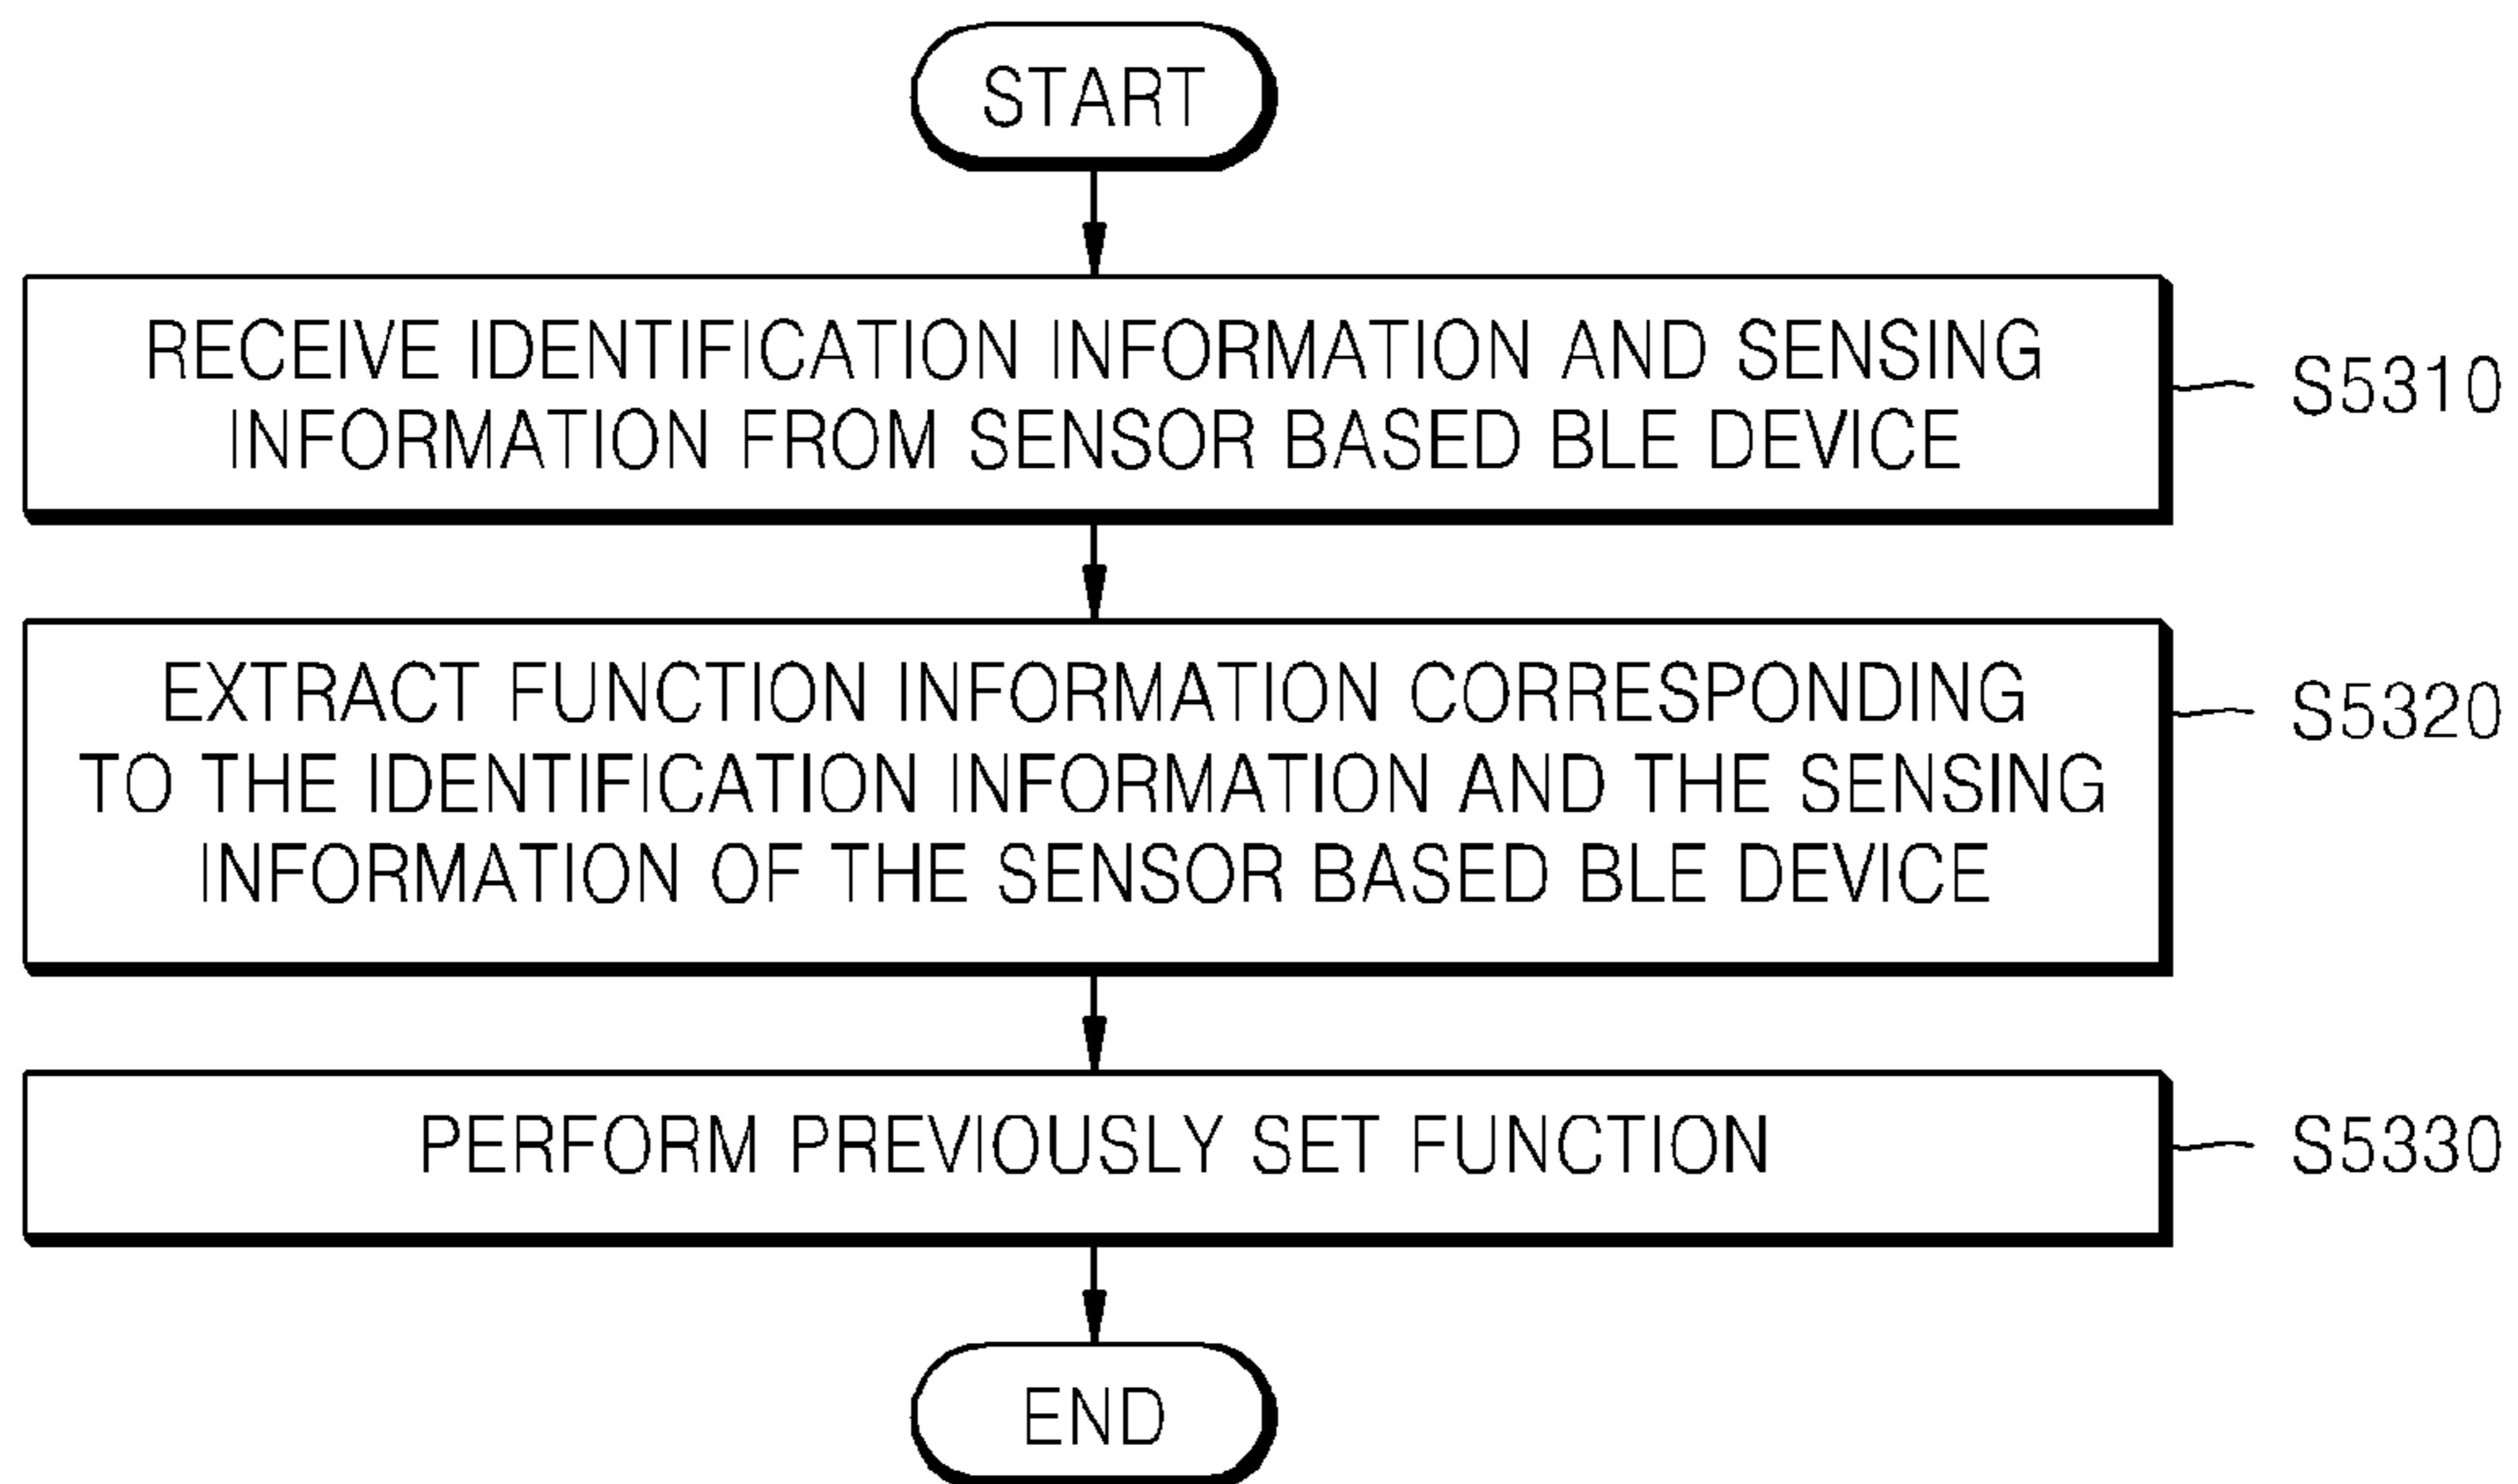 START
RECEIVE IDENTIFICATION INFORMATION AND SENSING
INFORMATION FROM SENSOR BASED BLE DEVICE
S5310
EXTRACT FUNCTION INFORMATION CORRESPONDING
TO THE IDENTIFICATION INFORMATION AND THE SENSING
INFORMATION OF THE SENSOR BASED BLE DEVICE
S5320
PERFORM PREVIOUSLY SET FUNCTION
S5330
END